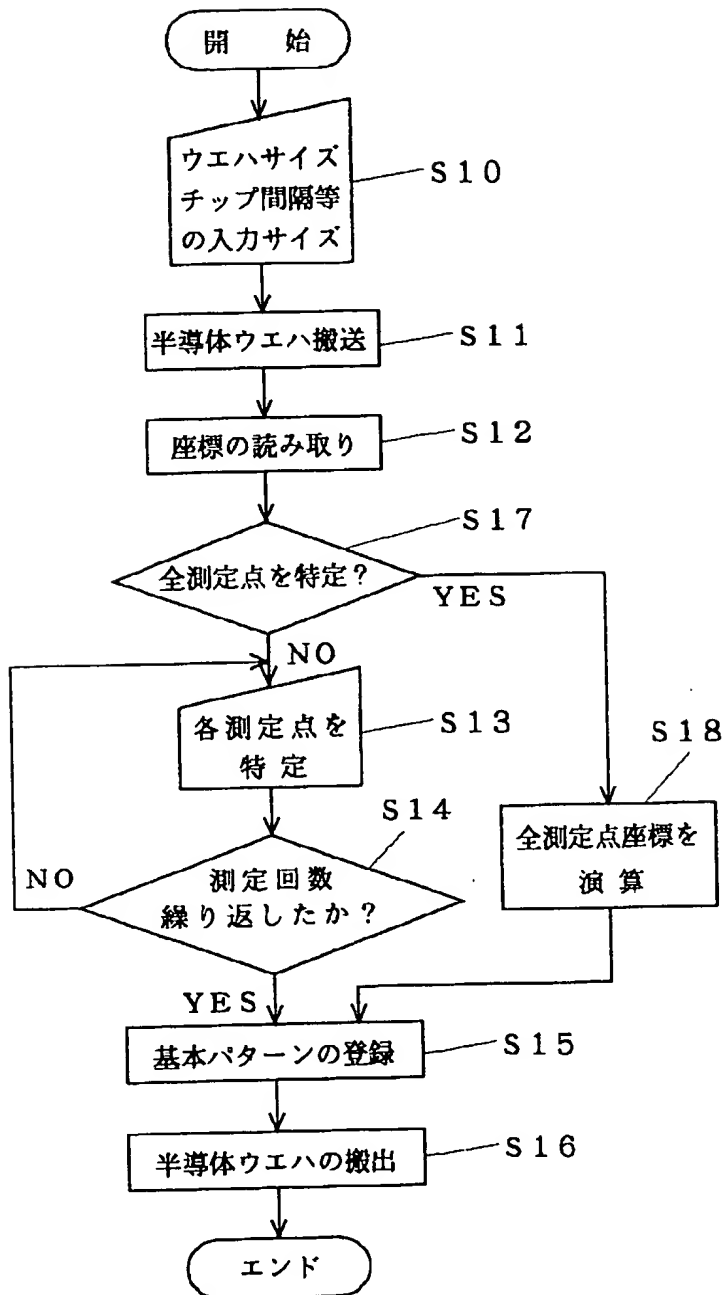 開 始
ウエハサイズ
チップ間隔等
の入力サイズ
S10
半導体ウエハ搬送
S11
座標の読み取り
S12
S17
全測定点を特定?
YES
NO
各測定点を
特定
S13
S18
全測定点座標を
演算
S14
測定回数
繰り返したか?
NO
YES
基本パターンの登録
S15
半導体ウエハの搬出
S16
エンド